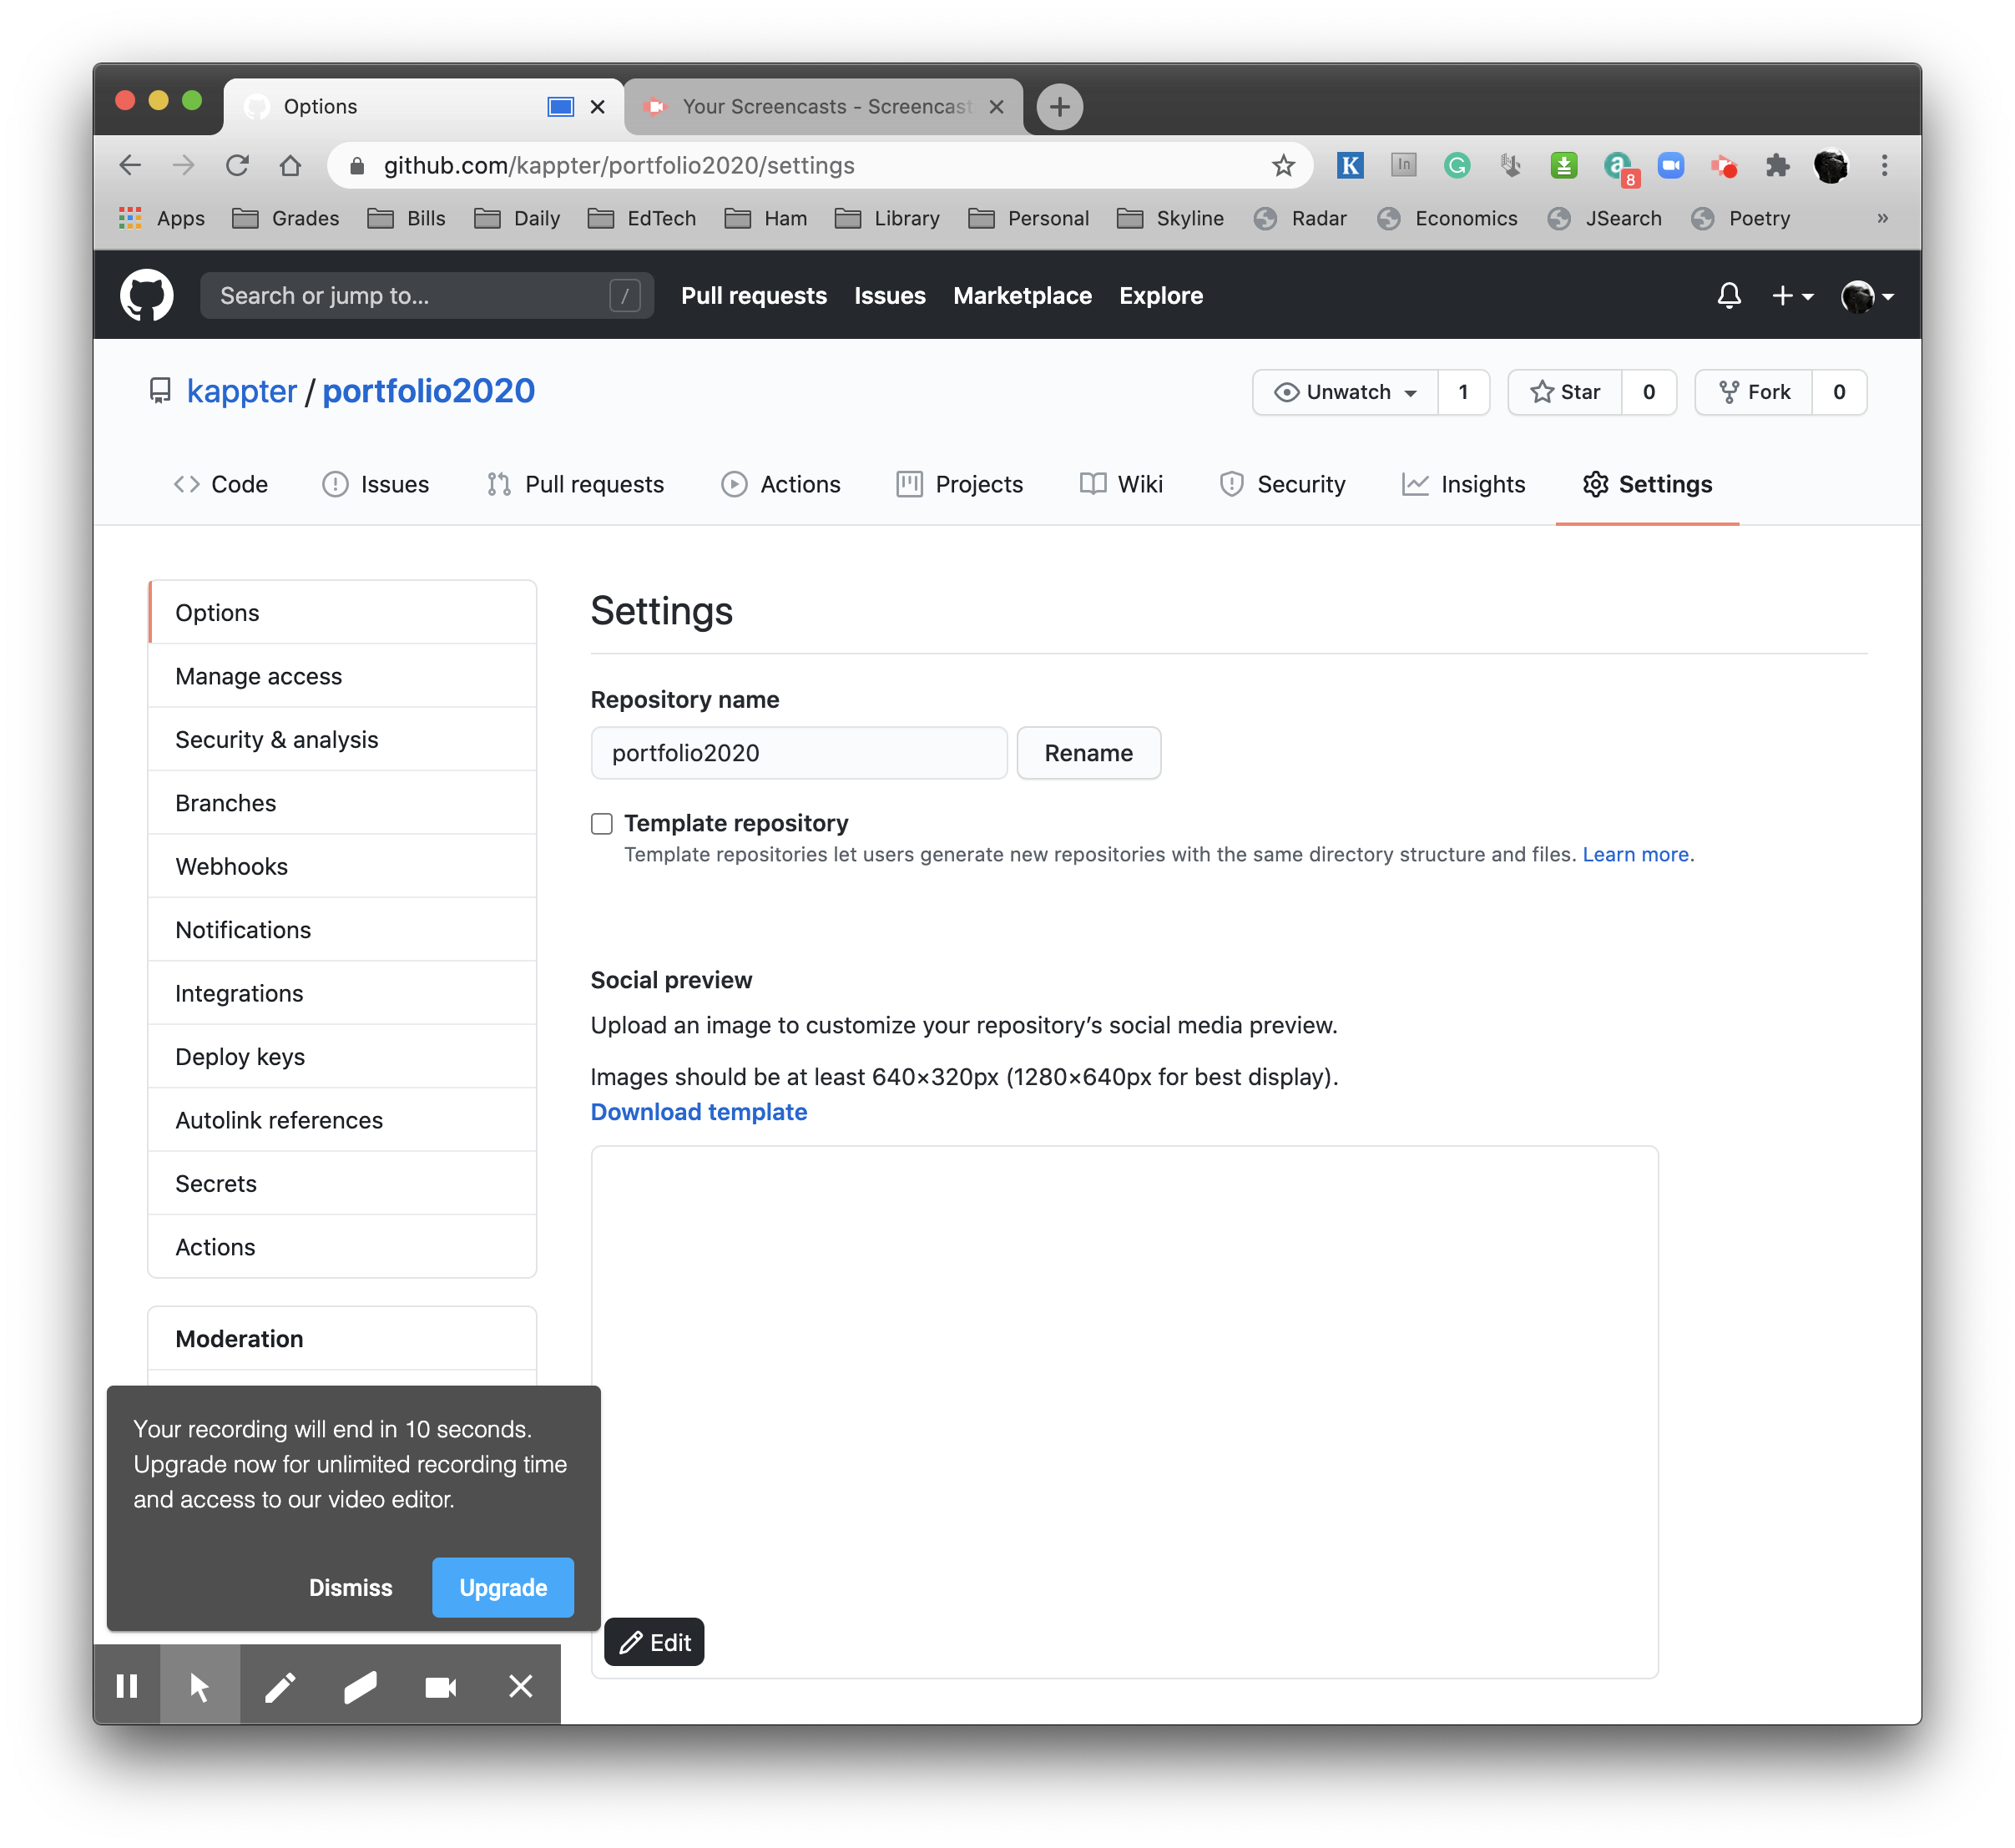 Options
Your Screencasts - Screencast
github.com/kappter/portfolio2020/settings
K
In
G
a
8
Apps
Grades
Bills
Daily
EdTech
Ham
Library
Personal
Skyline
Radar
Economics
JSearch
Poetry
»
Search or jump to...
/
Pull requests
Issues
Marketplace
Explore
kappter / portfolio2020
Unwatch
1
Star
0
Fork
0
Code
Issues
Pull requests
Actions
Projects
Wiki
Security
Insights
Settings
Options
Manage access
Security & analysis
Branches
Webhooks
Notifications
Integrations
Deploy keys
Autolink references
Secrets
Actions
Moderation
Settings
Repository name
portfolio2020
Rename
Template repository
Template repositories let users generate new repositories with the same directory structure and files. Learn more.
Social preview
Upload an image to customize your repository’s social media preview.
Images should be at least 640×320px (1280×640px for best display).
Download template
Edit
Your recording will end in 10 seconds.
Upgrade now for unlimited recording time
and access to our video editor.
Dismiss
Upgrade